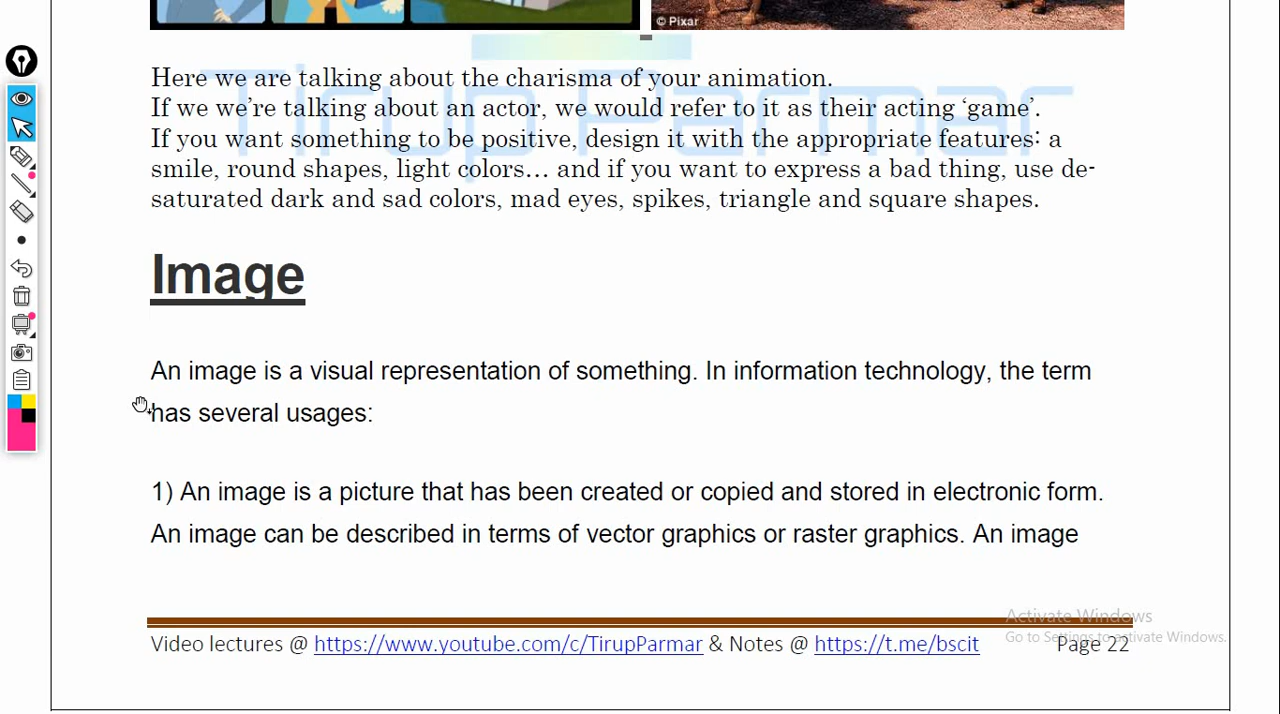 © Pixar
Tirup Parmar
Here we are talking about the charisma of your animation.
If we we're talking about an actor, we would refer to it as their acting ‘game’.
If you want something to be positive, design it with the appropriate features: a
smile, round shapes, light colors… and if you want to express a bad thing, use de-
saturated dark and sad colors, mad eyes, spikes, triangle and square shapes.
Image
An image is a visual representation of something. In information technology, the term
has several usages:
1) An image is a picture that has been created or copied and stored in electronic form.
An image can be described in terms of vector graphics or raster graphics. An image
Activate Windows
Go to Settings to activate Windows.
Video lectures @ https://www.youtube.com/c/TirupParmar & Notes @ https://t.me/bscit Page 22